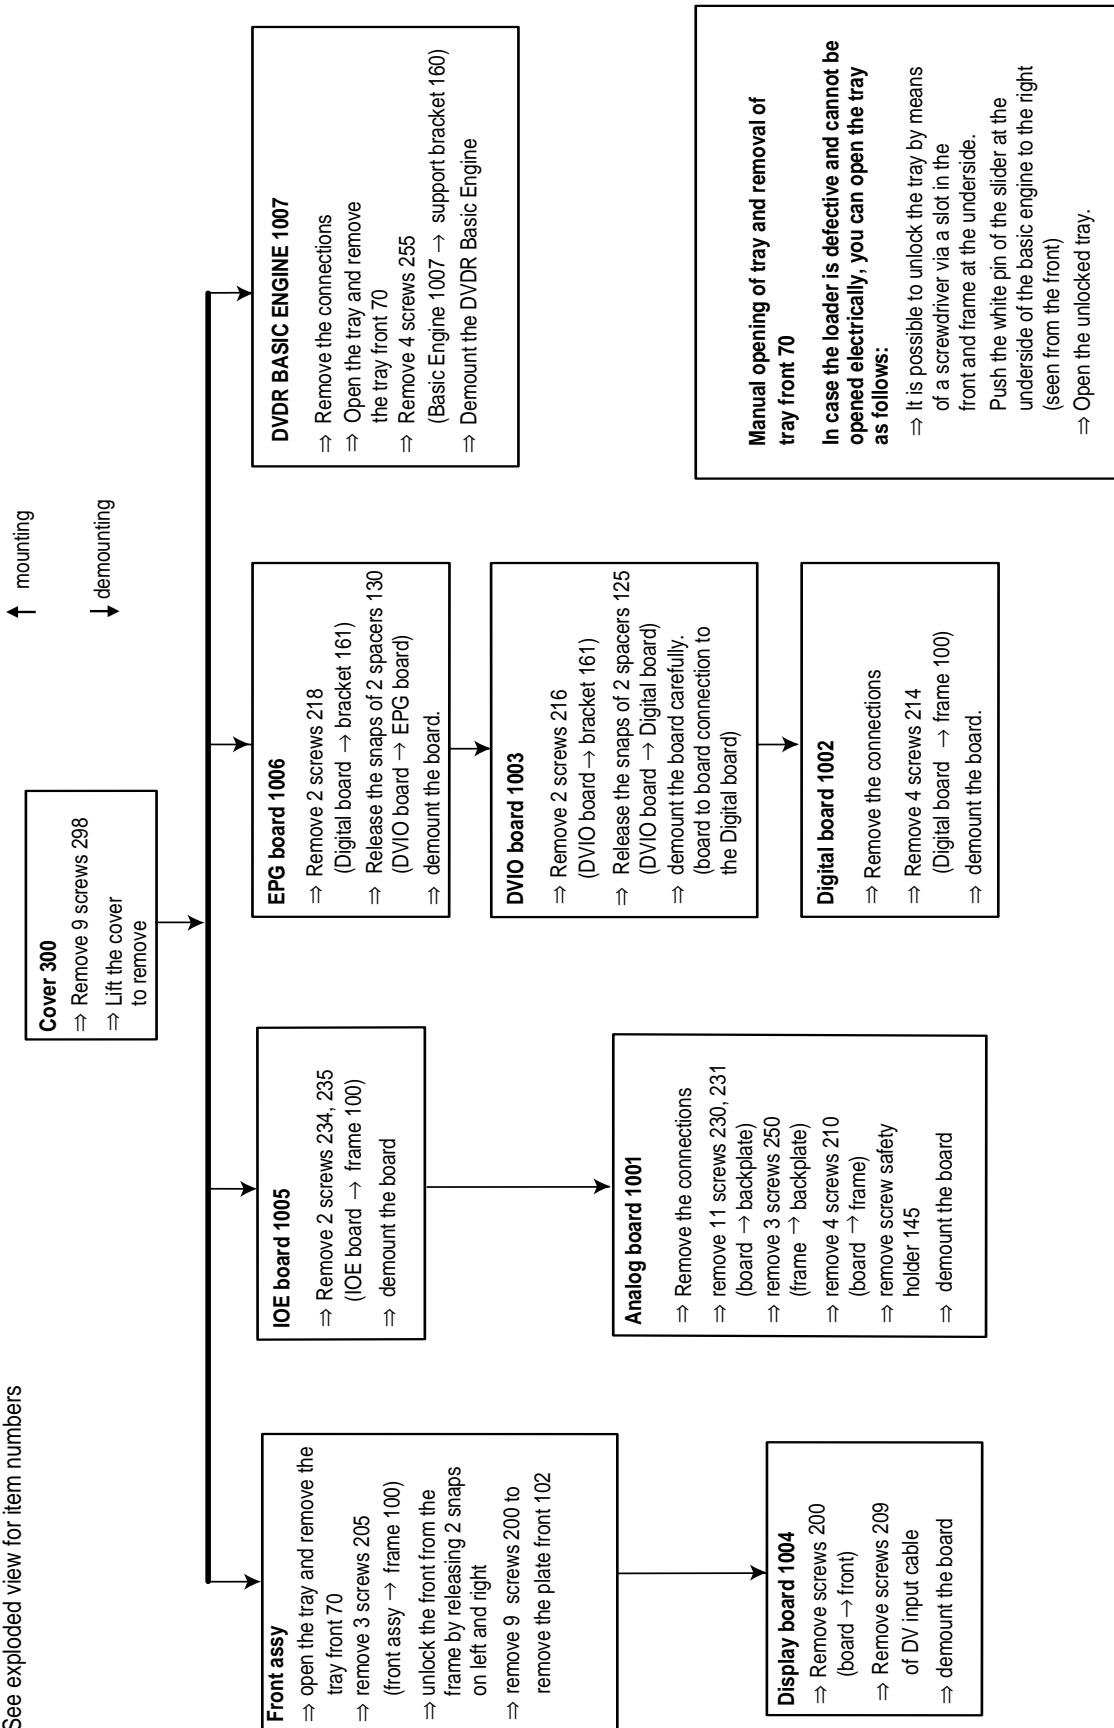 See exploded view for item numbers
↑ mounting
↓ demounting
Cover 300
⇒ Remove 9 screws 298
⇒ Lift the cover
to remove
Front assy
⇒ open the tray and remove the
tray front 70
⇒ remove 3 screws 205
(front assy → frame 100)
⇒ unlock the front from the
frame by releasing 2 snaps
on left and right
⇒ remove 9 screws 200 to
remove the plate front 102
Display board 1004
⇒ Remove screws 200
(board → front)
⇒ Remove screws 209
of DV input cable
⇒ demount the board
IOE board 1005
⇒ Remove 2 screws 234, 235
(IOE board → frame 100)
⇒ demount the board
Analog board 1001
⇒ Remove the connections
⇒ remove 11 screws 230, 231
(board → backplate)
⇒ remove 3 screws 250
(frame → backplate)
⇒ remove 4 screws 210
(board → frame)
⇒ remove screw safety
holder 145
⇒ demount the board
EPG board 1006
⇒ Remove 2 screws 218
(Digital board → bracket 161)
⇒ Release the snaps of 2 spacers 130
(DVIO board → EPG board)
⇒ demount the board.
DVIO board 1003
⇒ Remove 2 screws 216
(DVIO board → bracket 161)
⇒ Release the snaps of 2 spacers 125
(DVIO board → Digital board)
⇒ demount the board carefully.
(board to board connection to
the Digital board)
Digital board 1002
⇒ Remove the connections
⇒ Remove 4 screws 214
(Digital board → frame 100)
⇒ demount the board.
DVDR BASIC ENGINE 1007
⇒ Remove the connections
⇒ Open the tray and remove
the tray front 70
⇒ Remove 4 screws 255
(Basic Engine 1007 → support bracket 160)
⇒ Demount the DVDR Basic Engine
Manual opening of tray and removal of
tray front 70
In case the loader is defective and cannot be
opened electrically, you can open the tray
as follows:
⇒ It is possible to unlock the tray by means
of a screwdriver via a slot in the
front and frame at the underside.
Push the white pin of the slider at the
underside of the basic engine to the right
(seen from the front)
⇒ Open the unlocked tray.